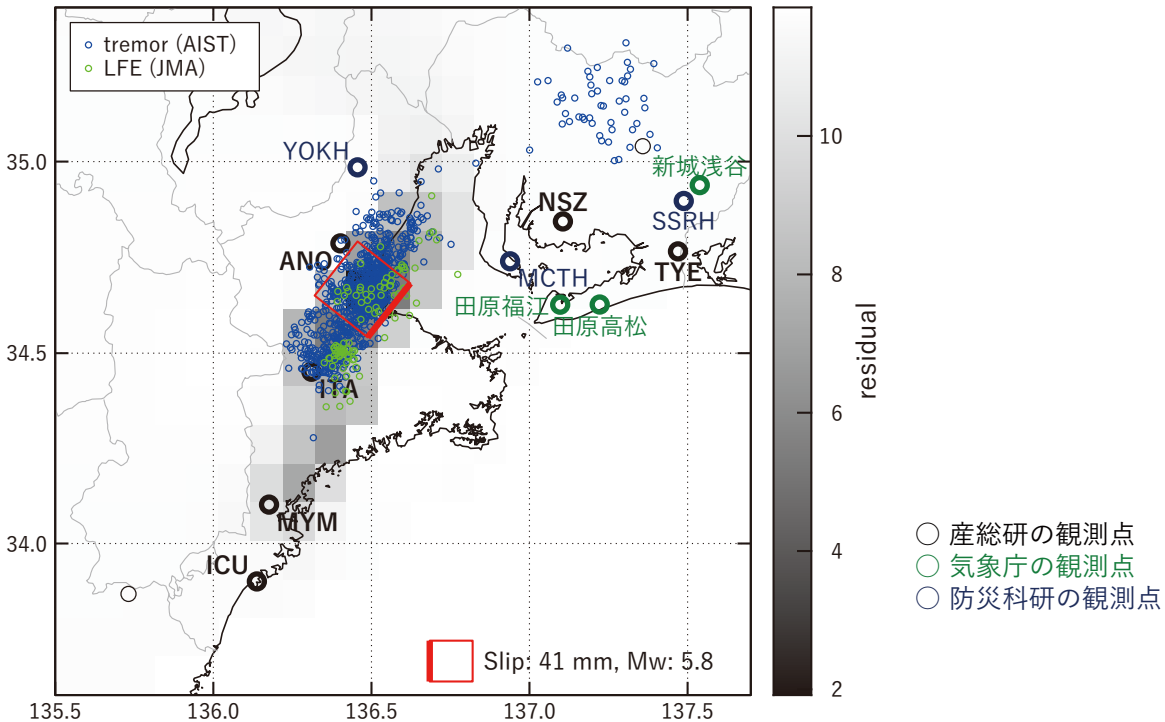 tremor (AIST)
LFE (JMA)
YOKH
新城浅谷
NSZ
SSRH
ANO
TYE
MCTH
田原福江
田原高松
ITA
MYM
ICU
Slip: 41 mm, Mw: 5.8
35.0
34.5
34.0
135.5
136.0
136.5
137.0
137.5
10
8
6
4
2
residual
産総研の観測点
気象庁の観測点
防災科研の観測点